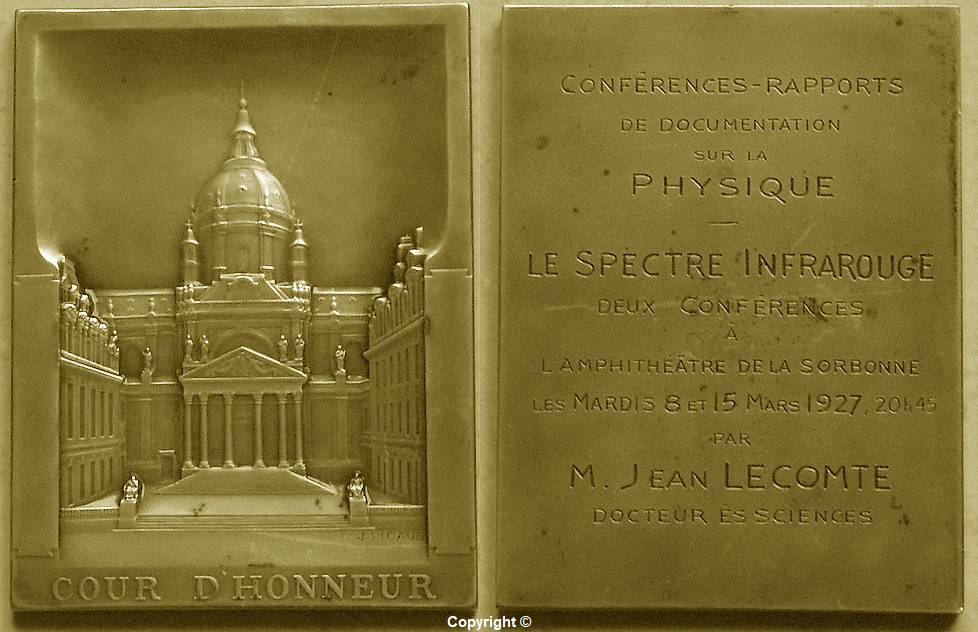 J. PICAUD
COUR D'HONNEUR
CONFÉRENCES-RAPPORTS
DE DOCUMENTATION
SUR LA
PHYSIQUE
—
LE SPECTRE INFRAROUGE
DEUX CONFÉRENCES
À
L'AMPHITHÉÂTRE DE LA SORBONNE
LES MARDIS 8 ET 15 MARS 1927, 20h45
PAR
M. JEAN LECOMTE
DOCTEUR ÈS SCIENCES
Copyright ©